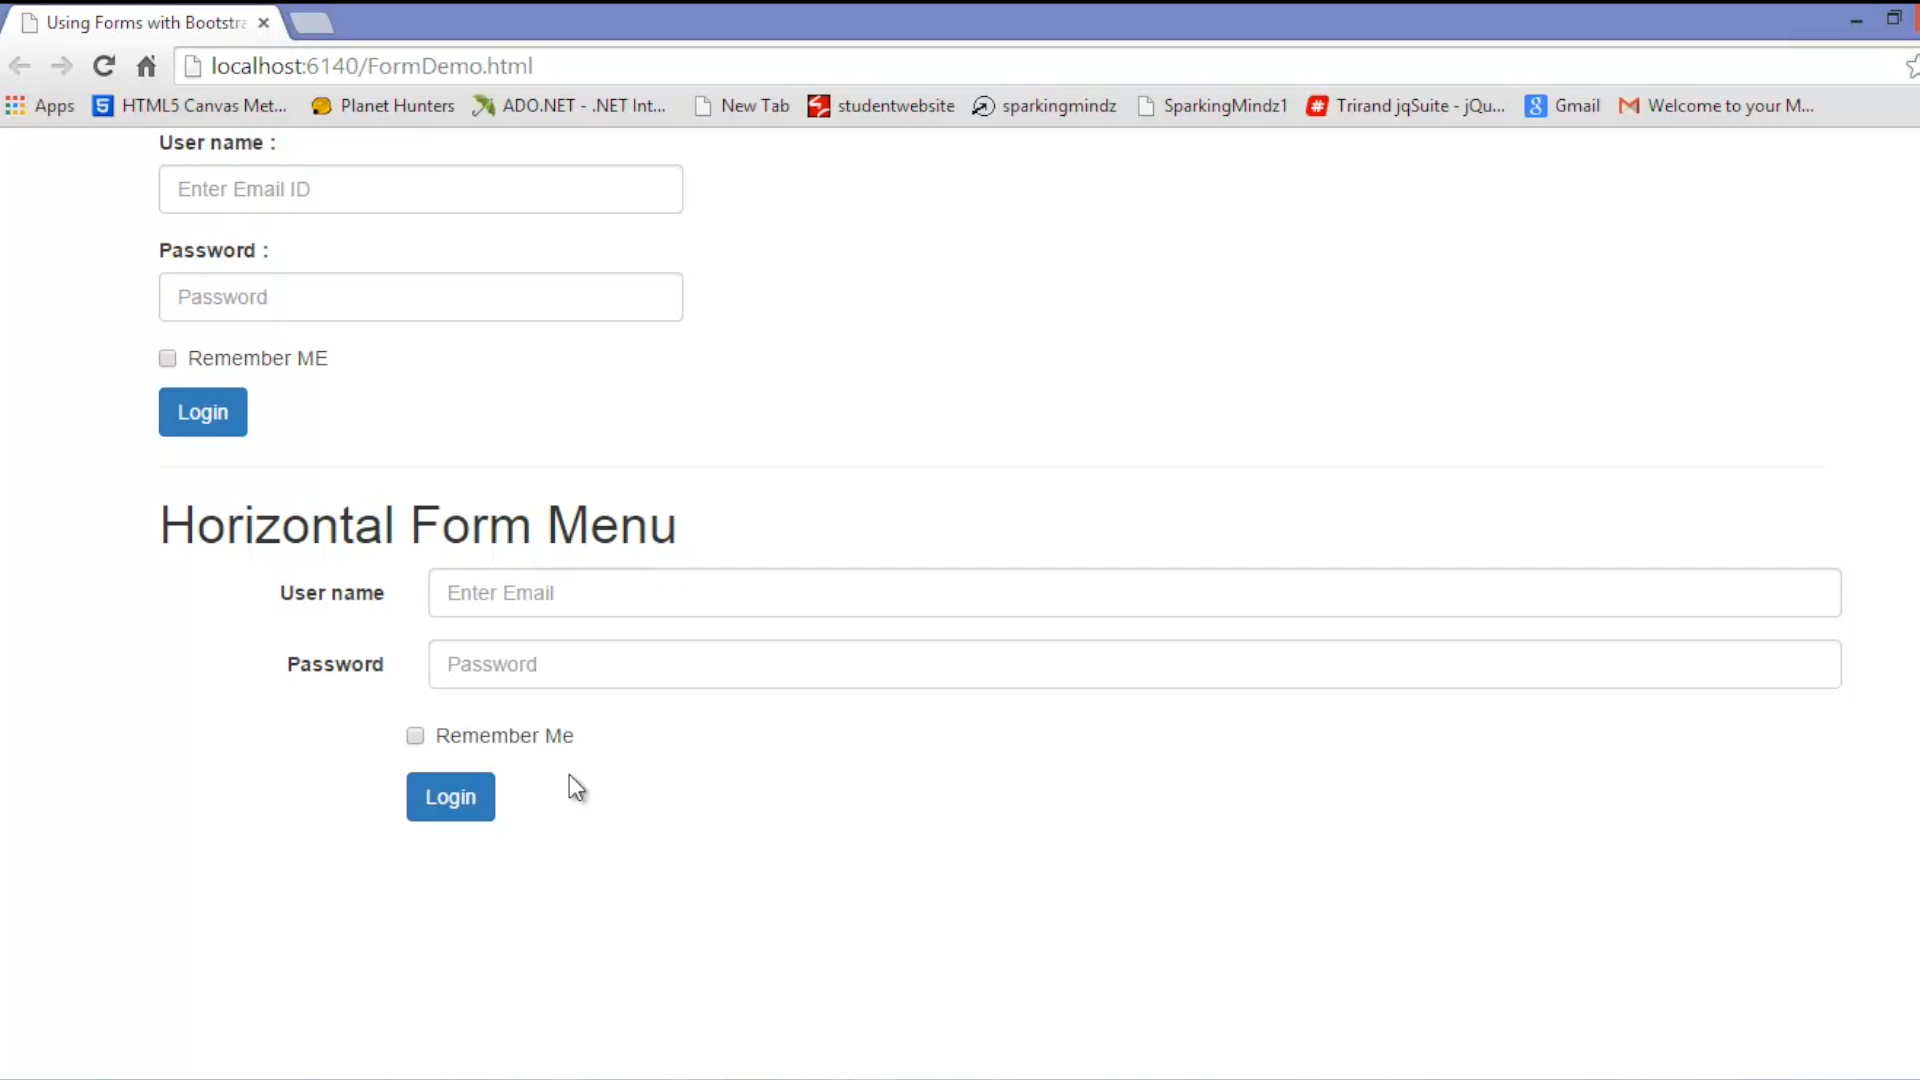 Using Forms with Bootstra
localhost:6140/FormDemo.html
Apps HTML5 Canvas Met... Planet Hunters ADO.NET - .NET Int... New Tab studentwebsite sparkingmindz SparkingMindz1 Trirand jqSuite - jQu... Gmail Welcome to your M...
User name :
Enter Email ID
Password :
Password
Remember ME
Login
Horizontal Form Menu
User name Enter Email
Password Password
Remember Me
Login